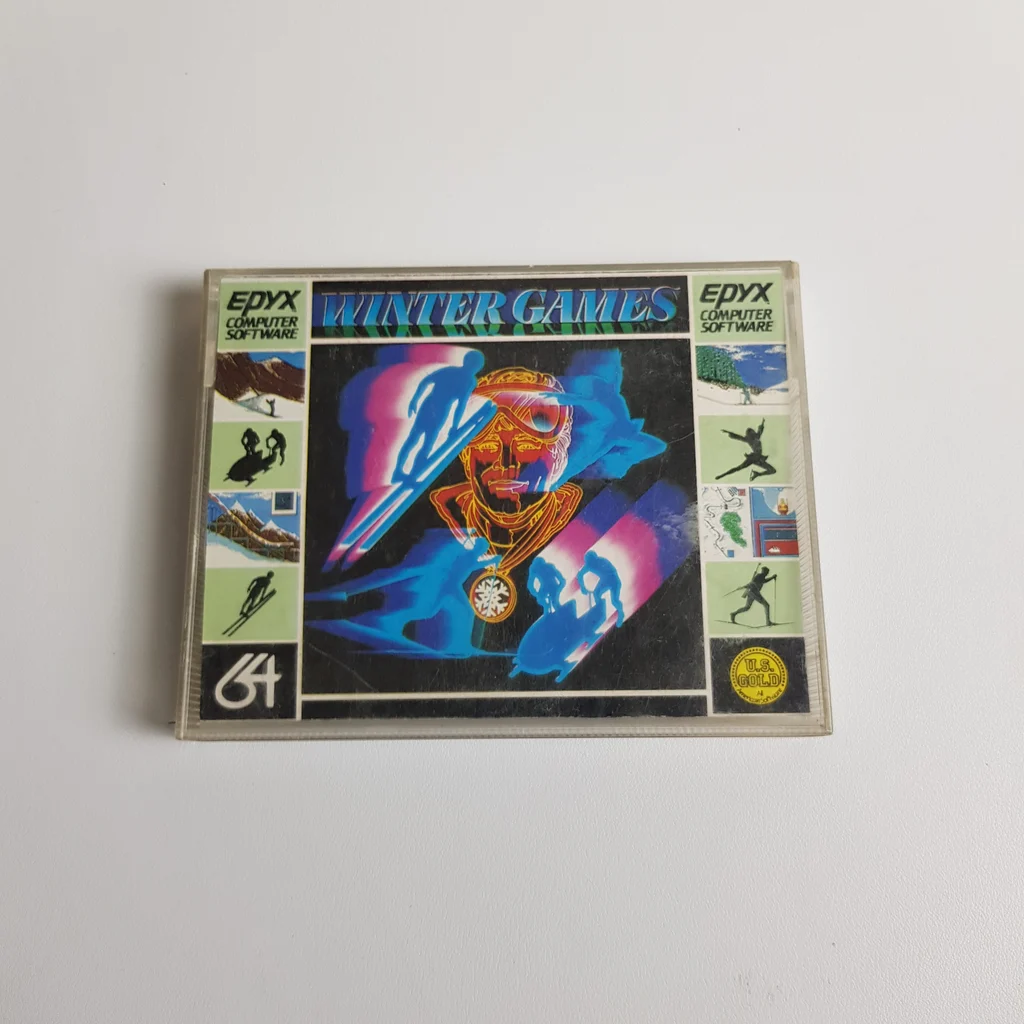 EPYX
COMPUTER
SOFTWARE
WINTER GAMES
EPYX
COMPUTER
SOFTWARE
64
U.S.
GOLD